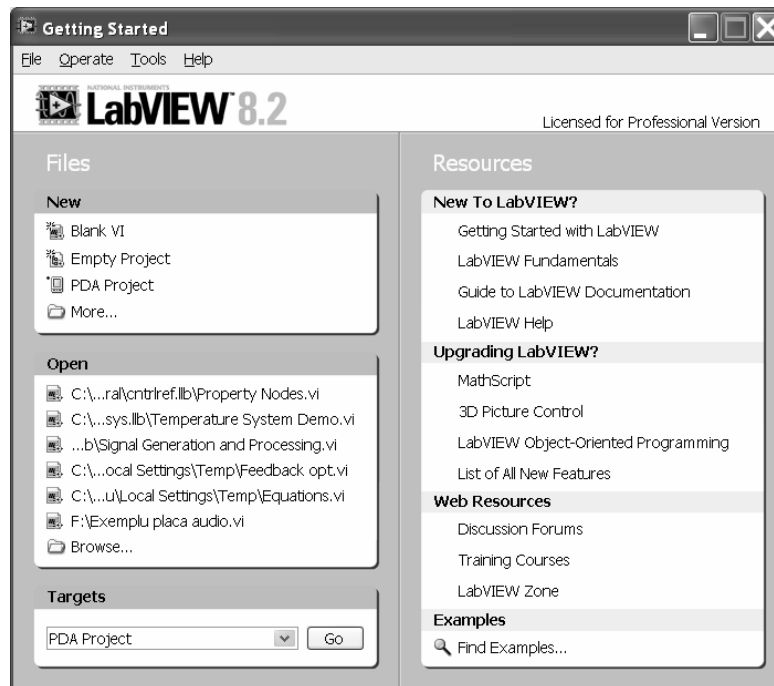 Getting Started
File Operate Tools Help
NATIONAL INSTRUMENTS
LabVIEW™ 8.2
Licensed for Professional Version
Files
New
Blank VI
Empty Project
PDA Project
More...
Open
C:\...ral\cntrlref.llb\Property Nodes.vi
C:\...sys.llb\Temperature System Demo.vi
...b\Signal Generation and Processing.vi
C:\...ocal Settings\Temp\Feedback opt.vi
C:\...u\Local Settings\Temp\Equations.vi
F:\Exemplu placa audio.vi
Browse...
Targets
PDA Project Go
Resources
New To LabVIEW?
Getting Started with LabVIEW
LabVIEW Fundamentals
Guide to LabVIEW Documentation
LabVIEW Help
Upgrading LabVIEW?
MathScript
3D Picture Control
LabVIEW Object-Oriented Programming
List of All New Features
Web Resources
Discussion Forums
Training Courses
LabVIEW Zone
Examples
Find Examples...